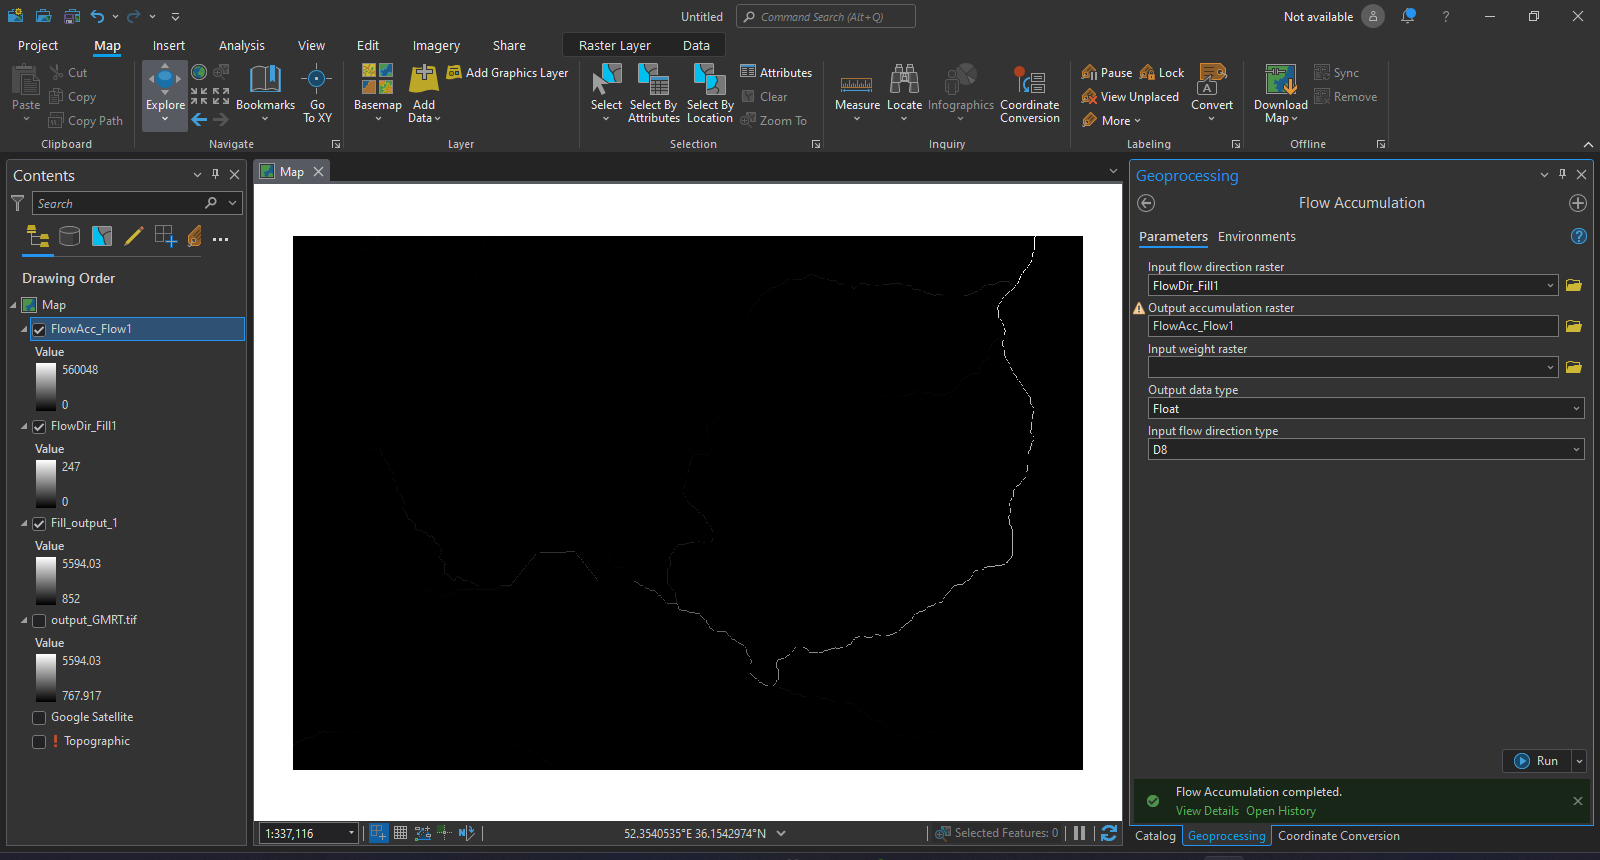 Untitled
Command Search (Alt+Q)
Not available
?
Project
Map
Insert
Analysis
View
Edit
Imagery
Share
Raster Layer
Data
Paste
Cut
Copy
Copy Path
Clipboard
Explore
Bookmarks
Go
To XY
Navigate
Basemap
Add
Data
Add Graphics Layer
Layer
Select
Select By
Attributes
Select By
Location
Attributes
Clear
Zoom To
Selection
Measure
Locate
Infographics
Coordinate
Conversion
Inquiry
Pause
Lock
View Unplaced
More
Convert
Labeling
Download
Map
Sync
Remove
Offline
Contents
Search
Drawing Order
Map
FlowAcc_Flow1
Value
560048
0
FlowDir_Fill1
Value
247
0
Fill_output_1
Value
5594.03
852
output_GMRT.tif
Value
5594.03
767.917
Google Satellite
! Topographic
Map
1:337,116
52.3540535°E 36.1542974°N
Selected Features: 0
Geoprocessing
Flow Accumulation
Parameters
Environments
?
Input flow direction raster
FlowDir_Fill1
Output accumulation raster
FlowAcc_Flow1
Input weight raster
Output data type
Float
Input flow direction type
D8
Run
Flow Accumulation completed.
View Details Open History
Catalog
Geoprocessing
Coordinate Conversion